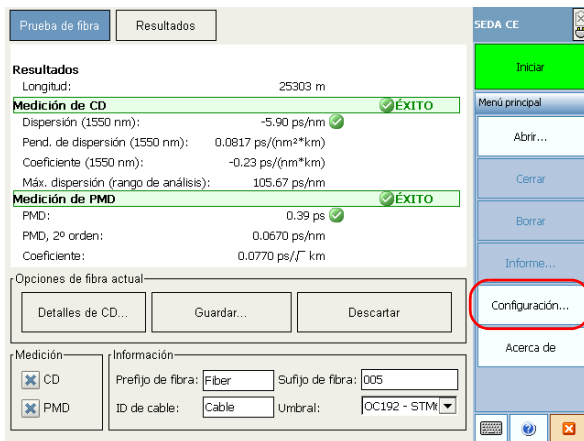 Prueba de fibra Resultados SEDA CE
Iniciar
Resultados
Longitud: 25303 m
Menú principal
Medición de CD ÉXITO
Dispersión (1550 nm): -5.90 ps/nm
Abrir...
Pend. de dispersión (1550 nm): 0.0817 ps/(nm²*km)
Coeficiente (1550 nm): -0.23 ps/(nm*km)
Cerrar
Máx. dispersión (rango de análisis): 105.67 ps/nm
Medición de PMD ÉXITO
PMD: 0.39 ps
Borrar
PMD, 2º orden: 0.0670 ps/nm
Coeficiente: 0.0770 ps/√ km
Informe...
Opciones de fibra actual
Detalles de CD... Guardar... Descartar
Configuración...
Acerca de
Medición Información
CD Prefijo de fibra: Fiber Sufijo de fibra: 005
PMD ID de cable: Cable Umbral: OC192 - STM